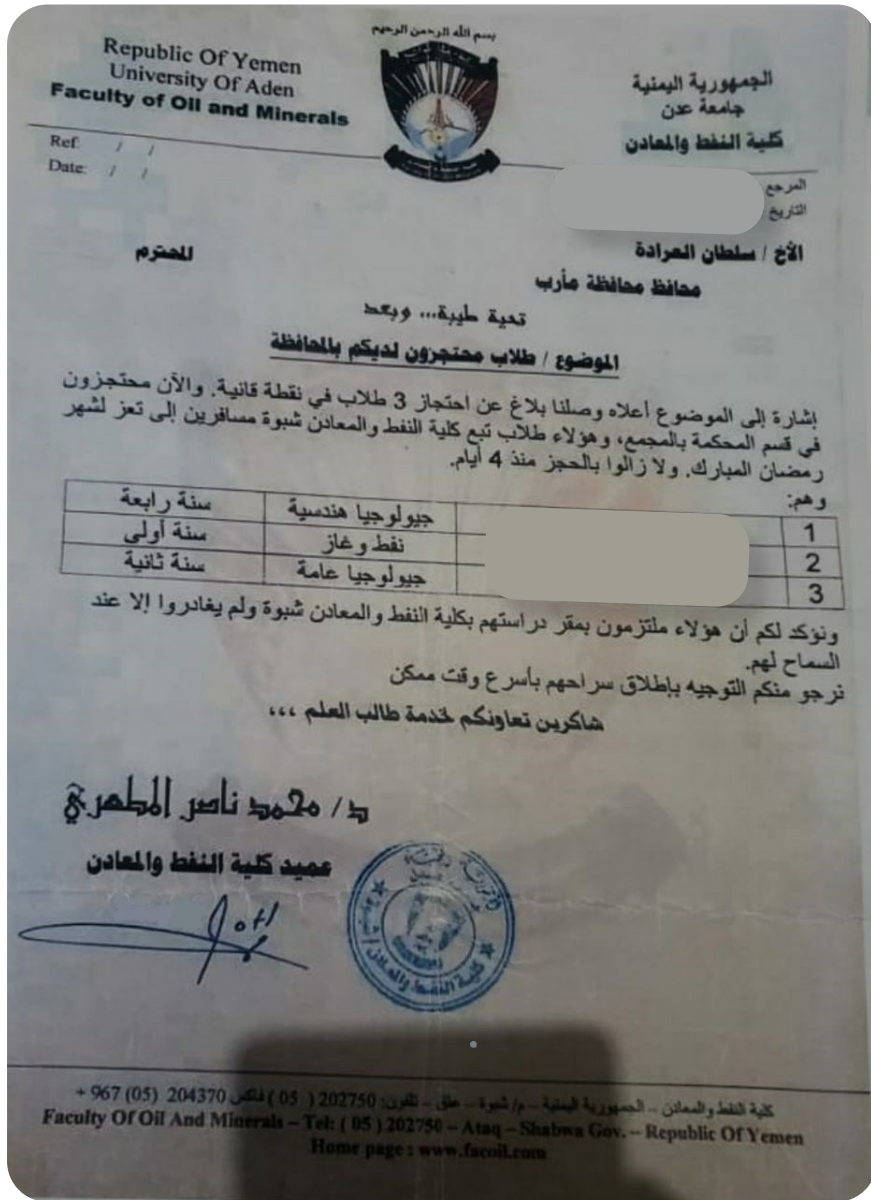 بسم الله الرحمن الرحيم
Republic Of Yemen
University Of Aden
Faculty of Oil and Minerals
الجمهورية اليمنية
جامعة عدن
كلية النفط والمعادن
Ref: / /
Date: / /
المرجع
التاريخ
الأخ / سلطان العرادة المحترم
محافظ محافظة مأرب
تحية طيبة... وبعد
الموضوع / طلاب محتجزون لديكم بالمحافظة
إشارة إلى الموضوع أعلاه وصلنا بلاغ عن احتجاز 3 طلاب في نقطة قانية. والآن محتجزون
في قسم المحكمة بالمجمع، وهؤلاء طلاب تبع كلية النفط والمعادن شبوة مسافرين إلى تعز لشهر
رمضان المبارك. ولا زالوا بالحجز منذ 4 أيام.
وهم:
1 جيولوجيا هندسية سنة رابعة
2 نفط وغاز سنة أولى
3 جيولوجيا عامة سنة ثانية
ونؤكد لكم أن هؤلاء ملتزمون بمقر دراستهم بكلية النفط والمعادن شبوة ولم يغادروا إلا عند
السماح لهم.
نرجو منكم التوجيه بإطلاق سراحهم بأسرع وقت ممكن
شاكرين تعاونكم لخدمة طالب العلم ،،،
د/ محمد ناصر المطهري
عميد كلية النفط والمعادن
كلية النفط والمعادن
كلية النفط والمعادن – الجمهورية اليمنية – م/ شبوة – عتق – تلفون: 202750 ( 05 ) فاكس 204370 (05) 967 +
Faculty Of Oil And Minerals – Tel: ( 05 ) 202750 – Ataq – Shabwa Gov. – Republic Of Yemen
Home page : www.facoil.com